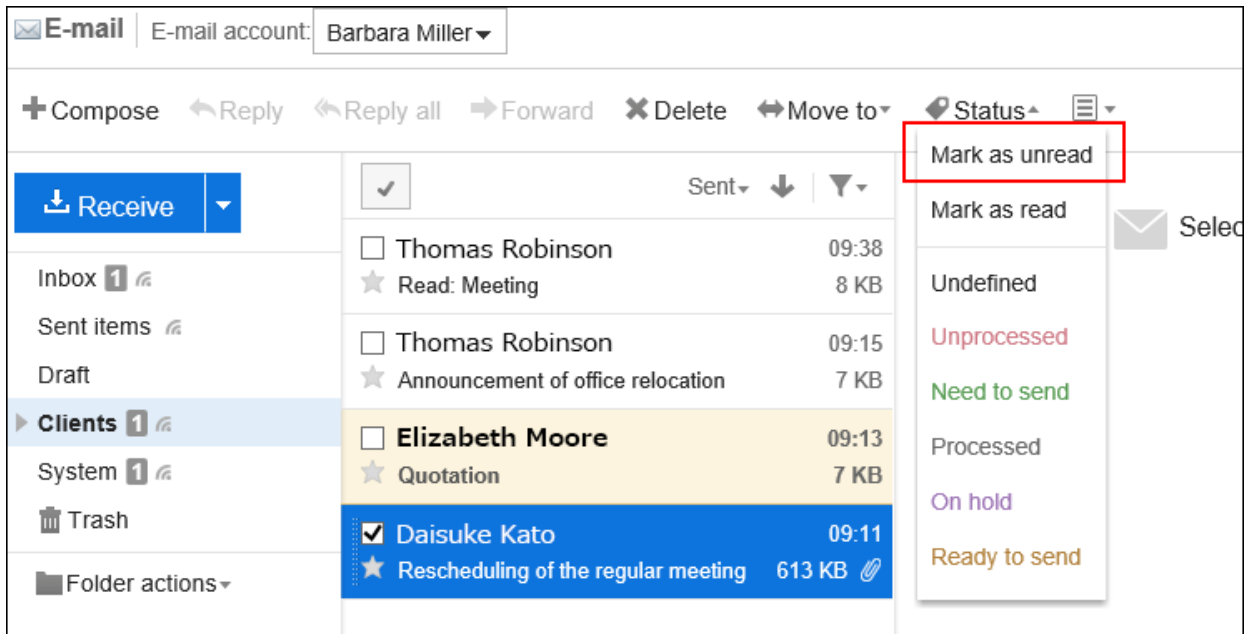 E-mail E-mail account: Barbara Miller
Compose Reply Reply all Forward Delete Move to Status
Mark as unread
Mark as read
Undefined
Unprocessed
Need to send
Processed
On hold
Ready to send
Receive
Inbox 1
Sent items
Draft
Clients 1
System 1
Trash
Folder actions
Sent
Thomas Robinson 09:38
Read: Meeting 8 KB
Thomas Robinson 09:15
Announcement of office relocation 7 KB
Elizabeth Moore 09:13
Quotation 7 KB
Daisuke Kato 09:11
Rescheduling of the regular meeting 613 KB
Selec